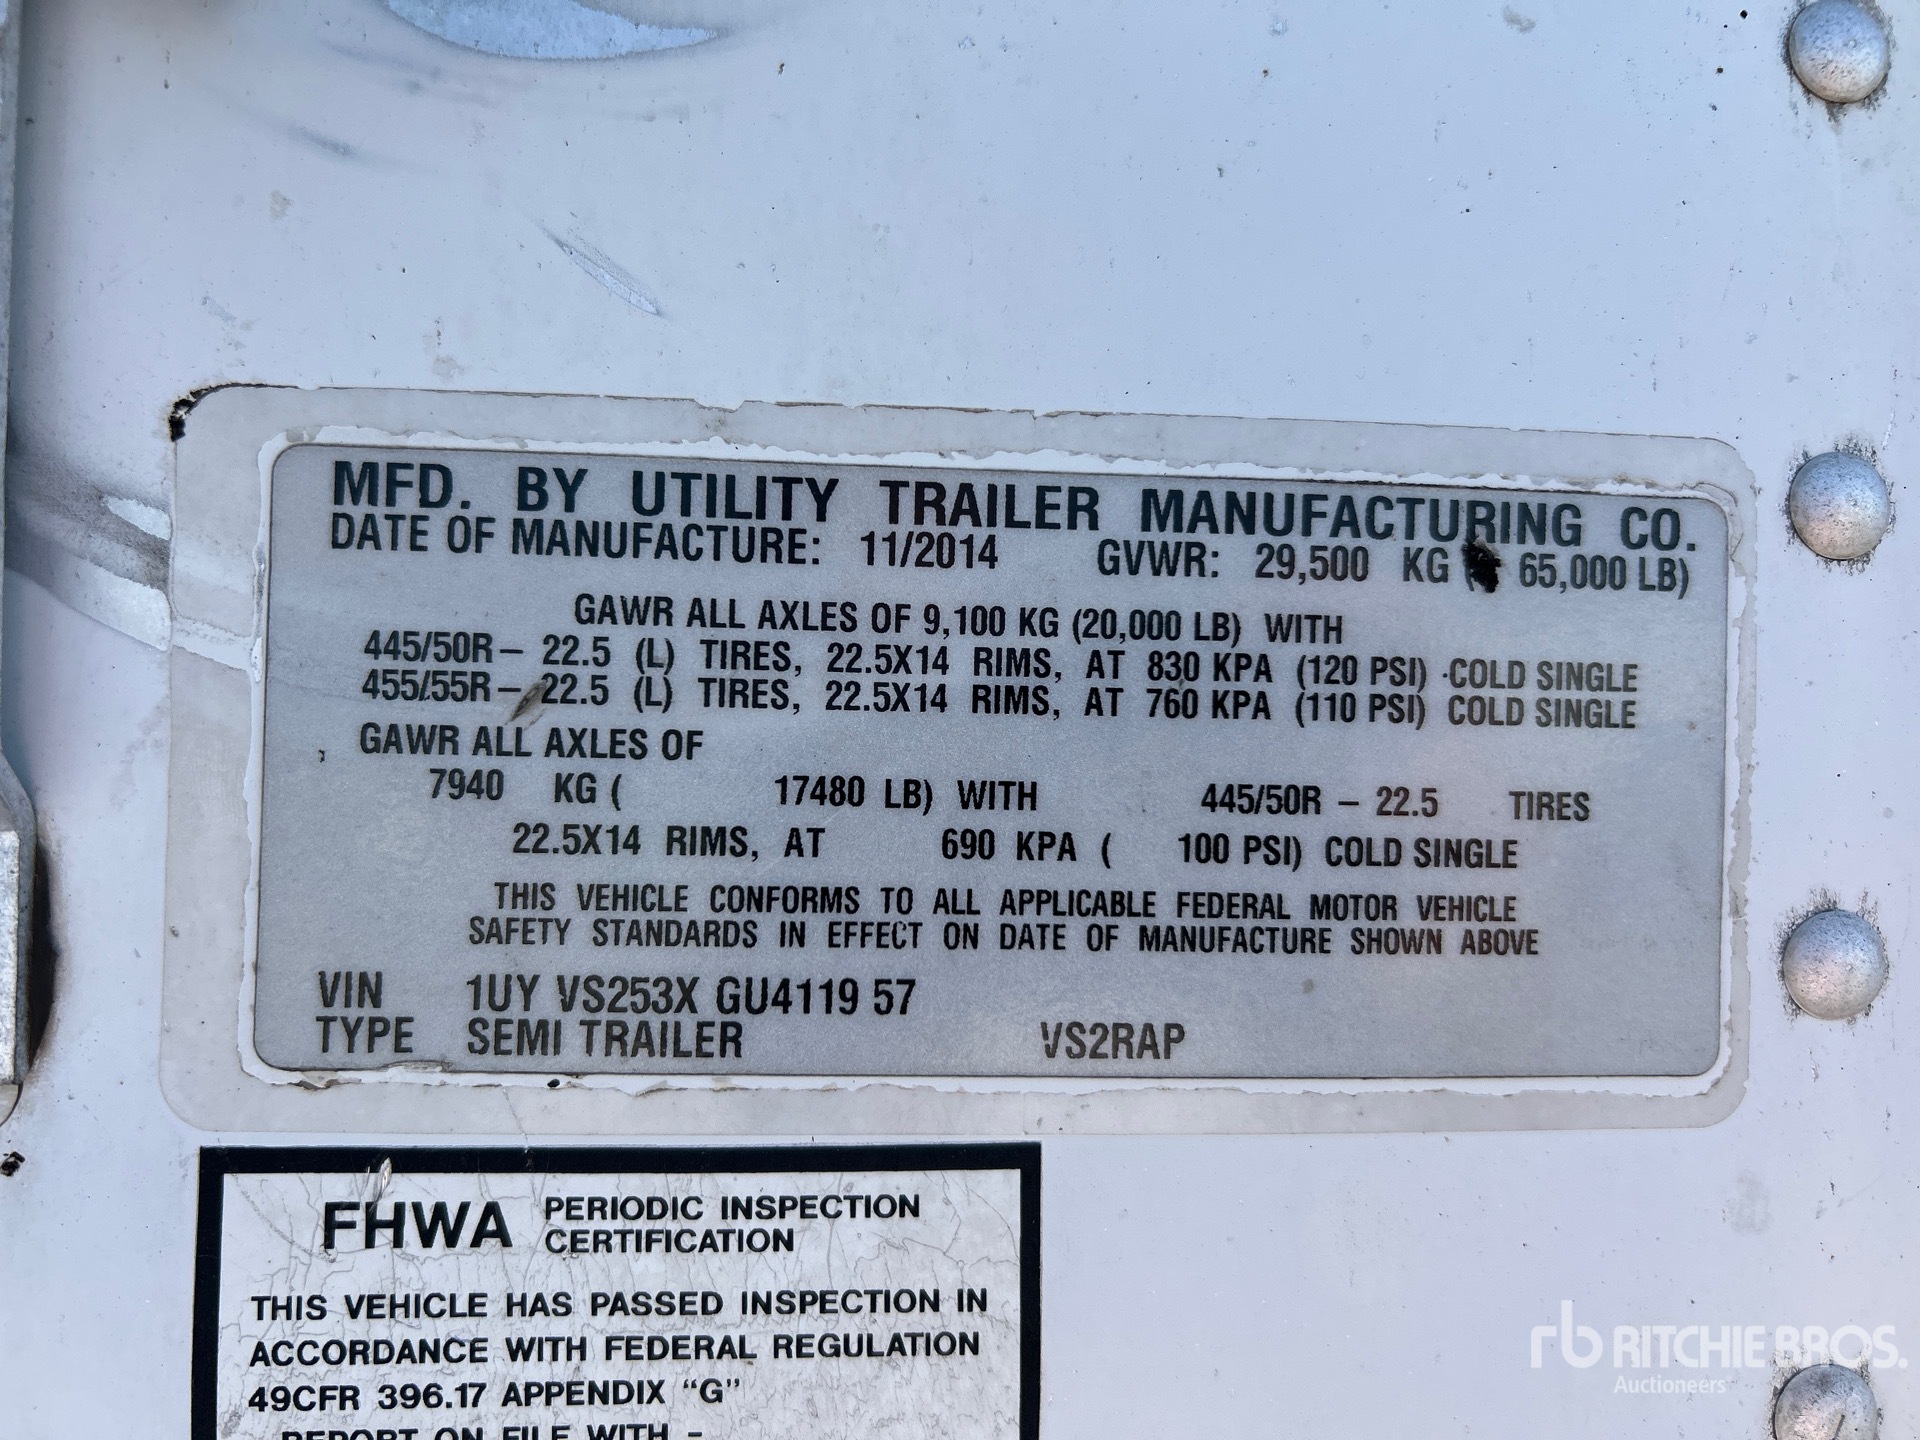 MFD. BY UTILITY TRAILER MANUFACTURING CO.
DATE OF MANUFACTURE: 11/2014 GVWR: 29,500 KG ( 65,000 LB)
GAWR ALL AXLES OF 9,100 KG (20,000 LB) WITH
445/50R – 22.5 (L) TIRES, 22.5X14 RIMS, AT 830 KPA (120 PSI) COLD SINGLE
455/55R – 22.5 (L) TIRES, 22.5X14 RIMS, AT 760 KPA (110 PSI) COLD SINGLE
GAWR ALL AXLES OF
7940 KG ( 17480 LB) WITH 445/50R – 22.5 TIRES
22.5X14 RIMS, AT 690 KPA ( 100 PSI) COLD SINGLE
THIS VEHICLE CONFORMS TO ALL APPLICABLE FEDERAL MOTOR VEHICLE
SAFETY STANDARDS IN EFFECT ON DATE OF MANUFACTURE SHOWN ABOVE
VIN 1UY VS253X GU4119 57
TYPE SEMI TRAILER VS2RAP
FHWA PERIODIC INSPECTION
CERTIFICATION
THIS VEHICLE HAS PASSED INSPECTION IN
ACCORDANCE WITH FEDERAL REGULATION
49CFR 396.17 APPENDIX “G”
REPORT ON FILE WITH –
rb RITCHIE BROS.
Auctioneers